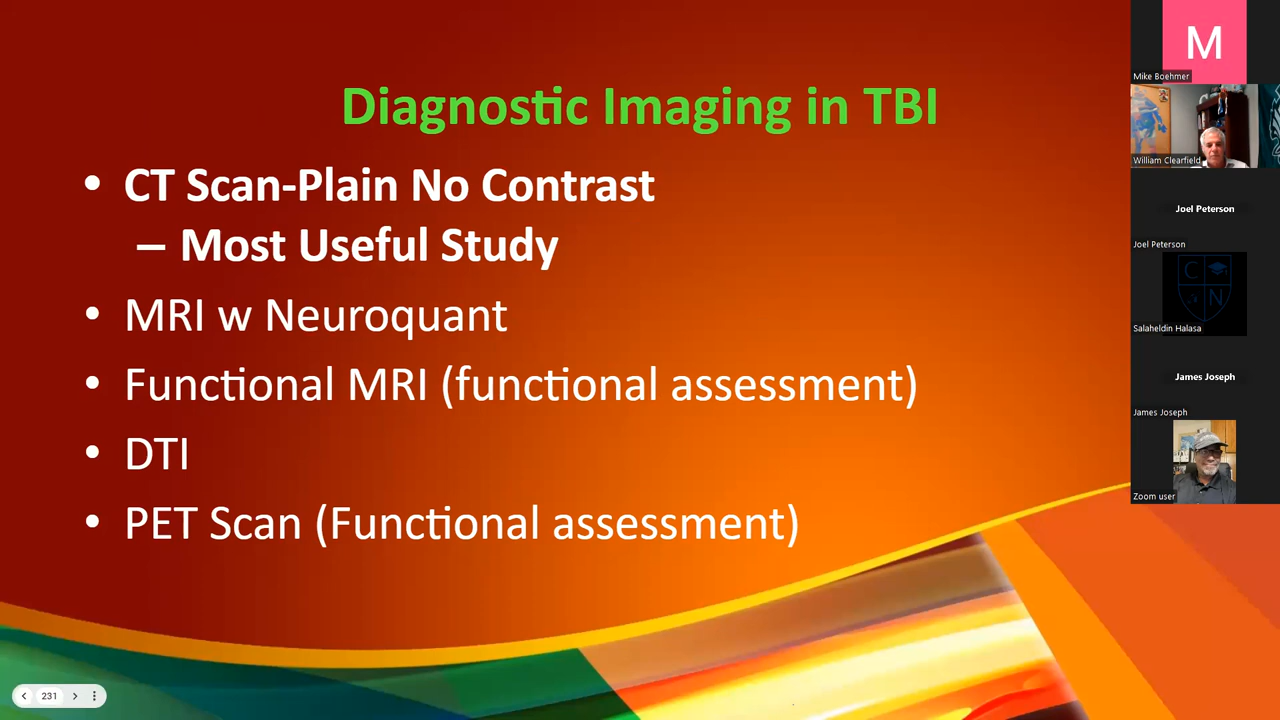 Diagnostic Imaging in TBI
• CT Scan-Plain No Contrast
– Most Useful Study
• MRI w Neuroquant
• Functional MRI (functional assessment)
• DTI
• PET Scan (Functional assessment)
231
M
Mike Boehmer
William Clearfield
Joel Peterson
Joel Peterson
C
N
Salaheldin Halasa
James Joseph
James Joseph
Zoom user